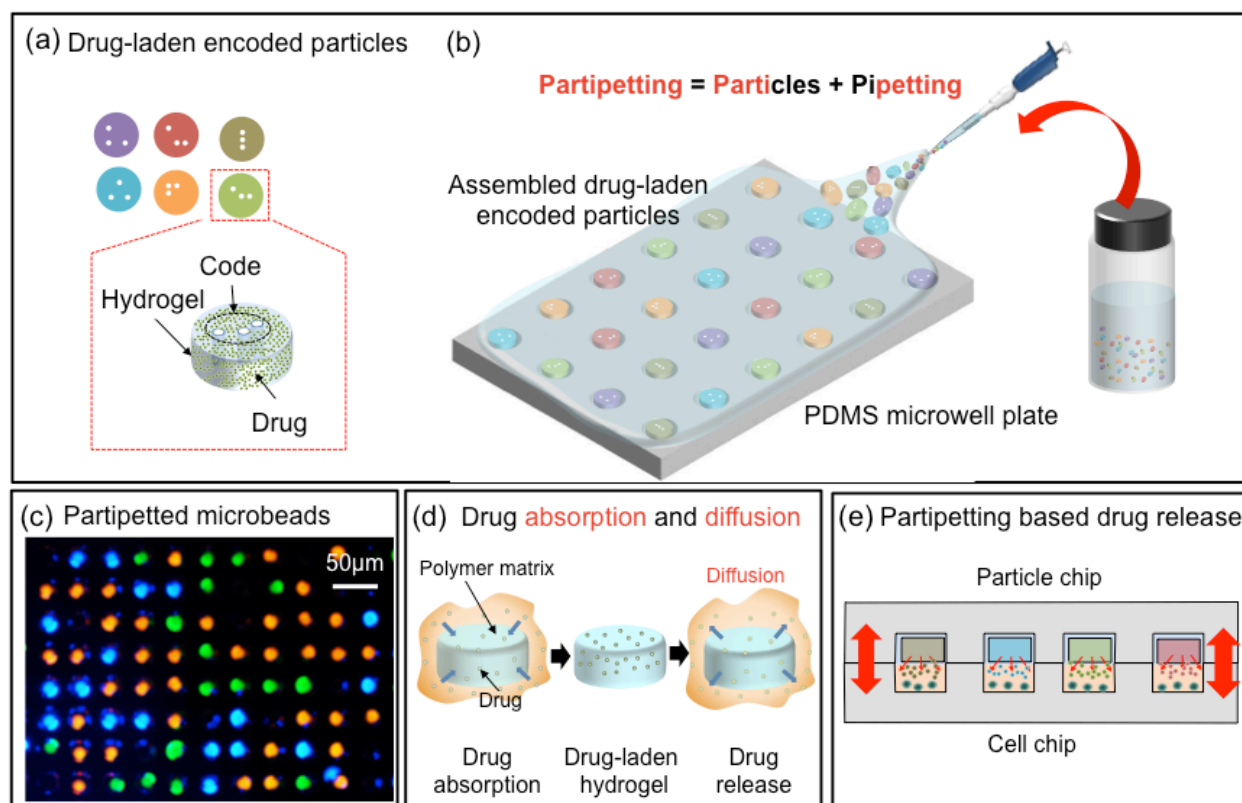 (a) Drug-laden encoded particles
Code
Hydrogel
Drug
(b)
Partipetting = Particles + Pipetting
Assembled drug-laden
encoded particles
PDMS microwell plate
(c) Partipetted microbeads
50μm
(d) Drug absorption and diffusion
Polymer matrix
Diffusion
Drug
Drug
absorption
Drug-laden
hydrogel
Drug
release
(e) Partipetting based drug release
Particle chip
Cell chip